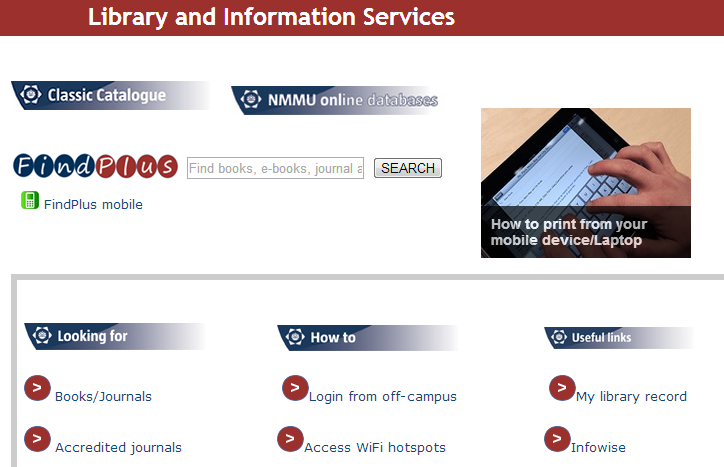 Library and Information Services
Classic Catalogue
NMMU online databases
FindPlus
Find books, e-books, journal a
SEARCH
FindPlus mobile
How to print from your
mobile device/Laptop
Looking for
How to
Useful links
> Books/Journals
> Login from off-campus
> My library record
> Accredited journals
> Access WiFi hotspots
> Infowise